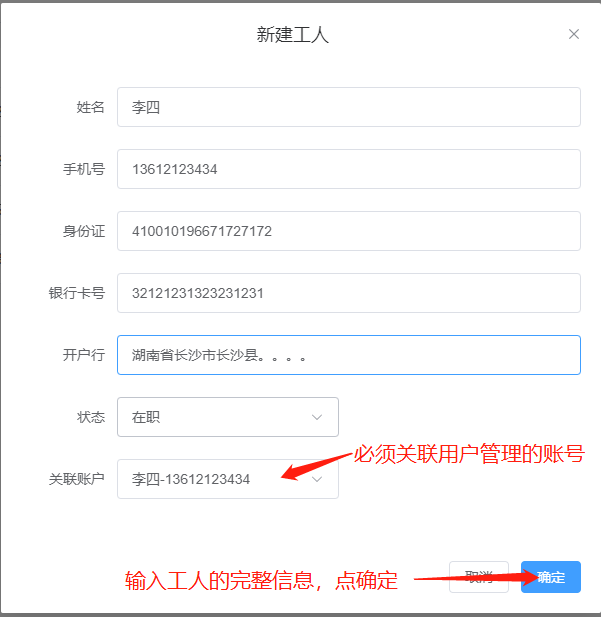 新建工人
姓名 李四
手机号 13612123434
身份证 410010196671727172
银行卡号 32121231323231231
开户行 湖南省长沙市长沙县。。。。
状态 在职
必须关联用户管理的账号
关联账户 李四-13612123434
输入工人的完整信息，点确定 取消 确定